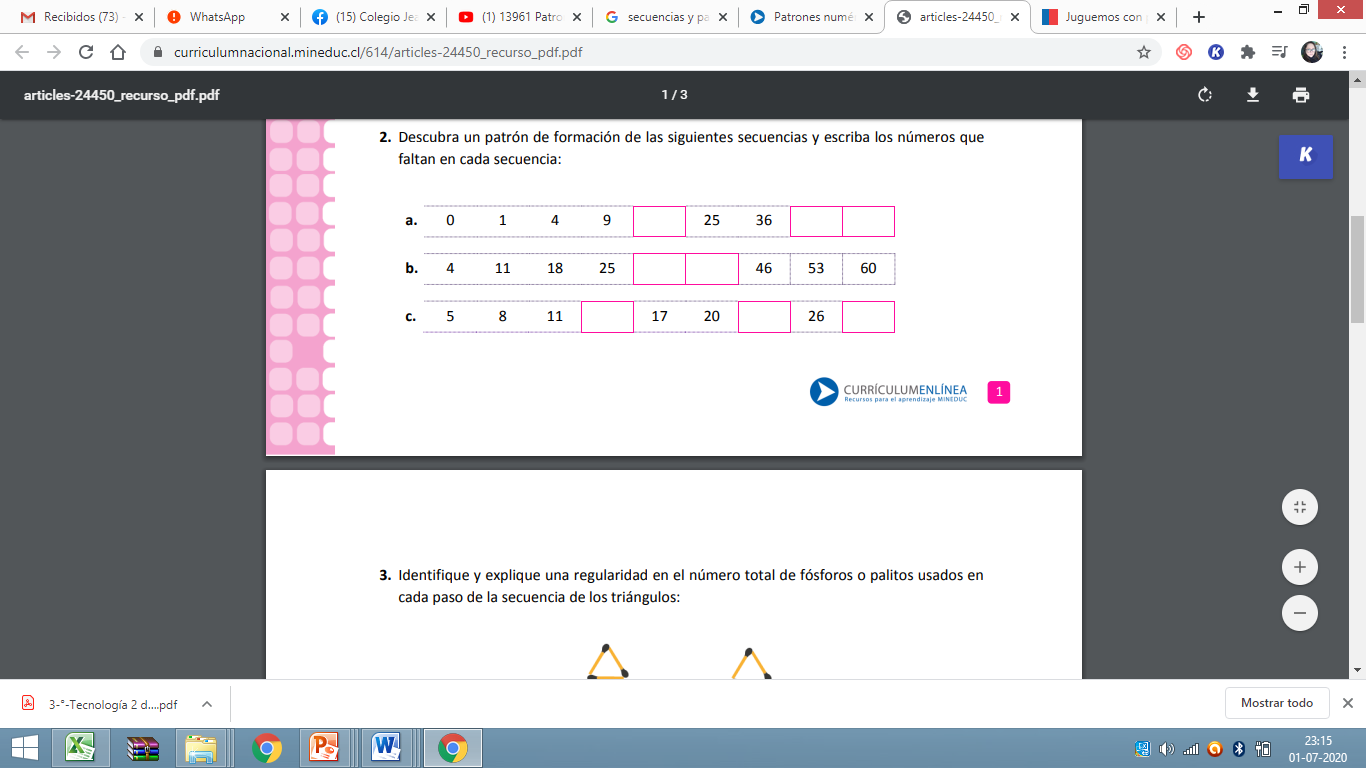 Recibidos (73) -
WhatsApp
(15) Colegio Jea
(1) 13961 Patro
secuencias y pa
Patrones numé
articles-24450_
Juguemos con p
curriculumnacional.mineduc.cl/614/articles-24450_recurso_pdf.pdf
articles-24450_recurso_pdf.pdf
1 / 3
2. Descubra un patrón de formación de las siguientes secuencias y escriba los números que
faltan en cada secuencia:
a. 0 1 4 9 25 36
b. 4 11 18 25 46 53 60
c. 5 8 11 17 20 26
K
CURRÍCULUMENLÍNEA
Recursos para el aprendizaje MINEDUC
1
3. Identifique y explique una regularidad en el número total de fósforos o palitos usados en
cada paso de la secuencia de los triángulos:
3-°-Tecnología 2 d....pdf
Mostrar todo
23:15
01-07-2020